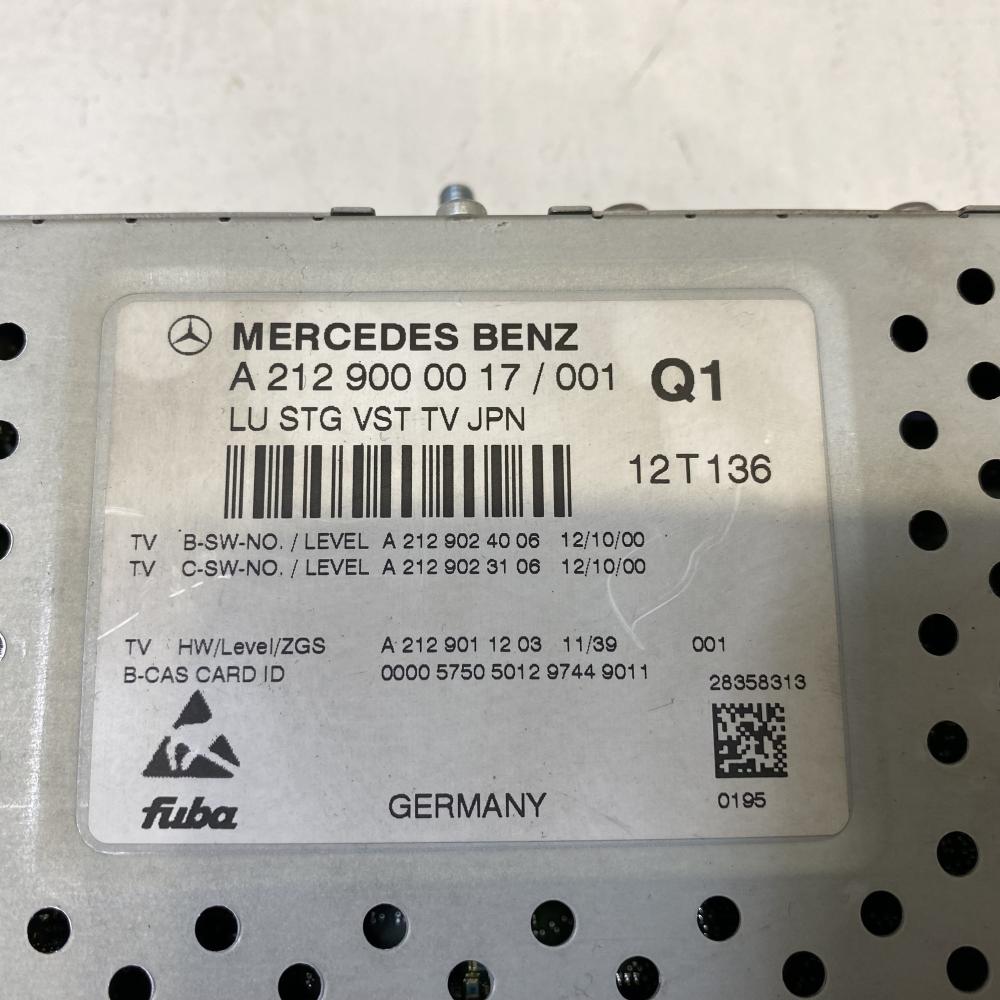 MERCEDES BENZ
A 212 900 00 17 / 001 Q1
LU STG VST TV JPN
12T136
TV B-SW-NO. / LEVEL A 212 902 40 06 12/10/00
TV C-SW-NO. / LEVEL A 212 902 31 06 12/10/00
TV HW/Level/ZGS A 212 901 12 03 11/39 001
B-CAS CARD ID 0000 5750 5012 9744 9011
28358313
fuba
GERMANY
0195